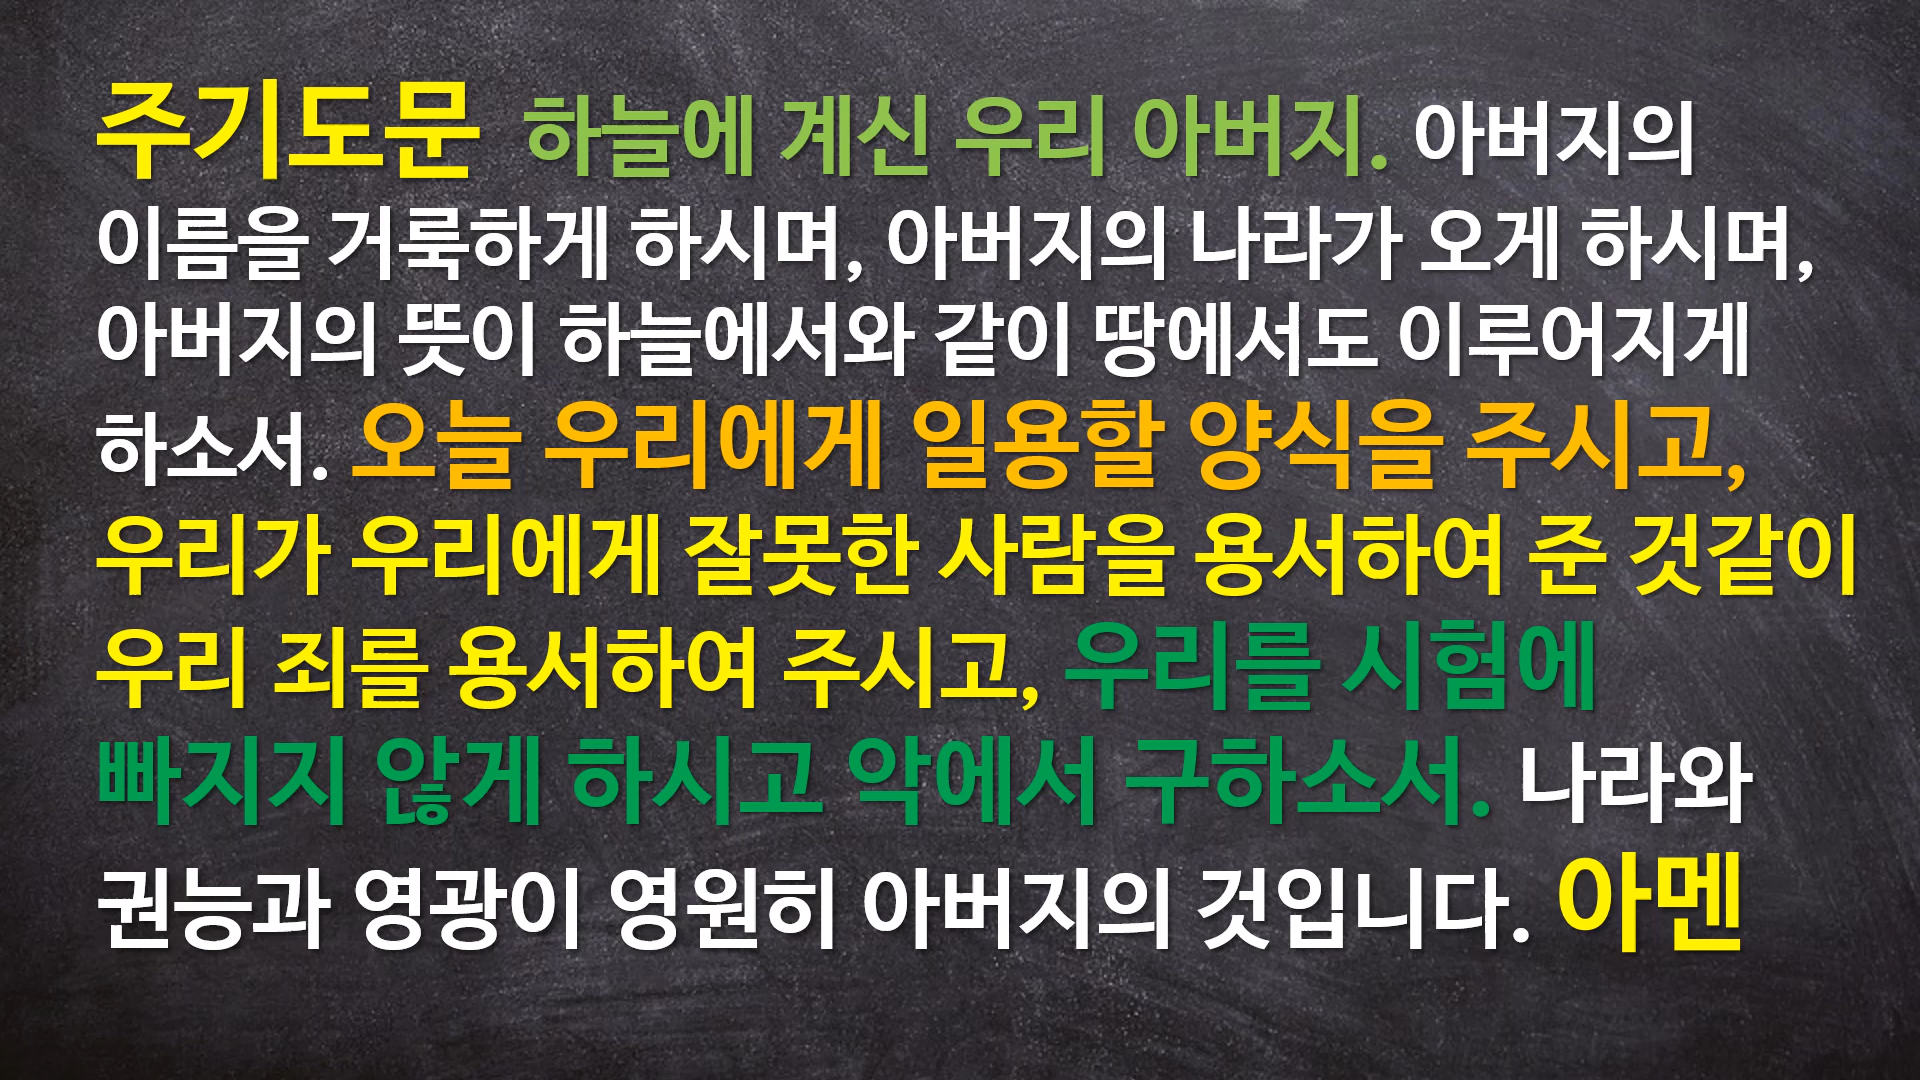 주기도문 하늘에 계신 우리 아버지. 아버지의
이름을 거룩하게 하시며, 아버지의 나라가 오게 하시며,
아버지의 뜻이 하늘에서와 같이 땅에서도 이루어지게
하소서. 오늘 우리에게 일용할 양식을 주시고,
우리가 우리에게 잘못한 사람을 용서하여 준 것같이
우리 죄를 용서하여 주시고, 우리를 시험에
빠지지 않게 하시고 악에서 구하소서. 나라와
권능과 영광이 영원히 아버지의 것입니다. 아멘